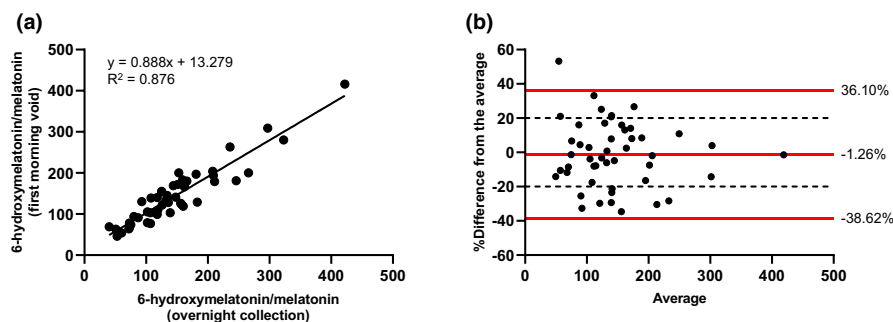 (a)
y = 0.888x + 13.279
R² = 0.876
6-hydroxymelatonin/melatonin
(first morning void)
500
400
300
200
100
0
0 100 200 300 400 500
6-hydroxymelatonin/melatonin
(overnight collection)
(b)
%Difference from the average
60
40
20
0
-20
-40
-60
36.10%
-1.26%
-38.62%
0 100 200 300 400 500
Average